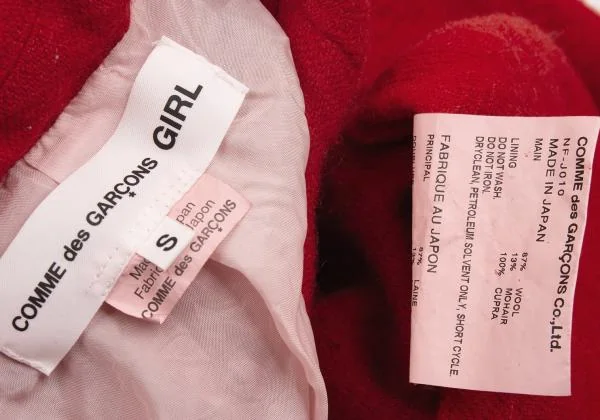 COMME des GARÇONS GIRL
S
Made Japan
Fabriqué Japon
COMME des GARÇONS
COMME des GARÇONS Co.,Ltd.
NF-J010
MADE IN JAPAN
MAIN 87% WOOL
13% MOHAIR
LINING 100% CUPRA
DO NOT WASH.
DO NOT IRON.
DRYCLEAN, PETROLEUM SOLVENT ONLY, SHORT CYCLE.
FABRIQUE AU JAPON
PRINCIPAL 87% LAINE